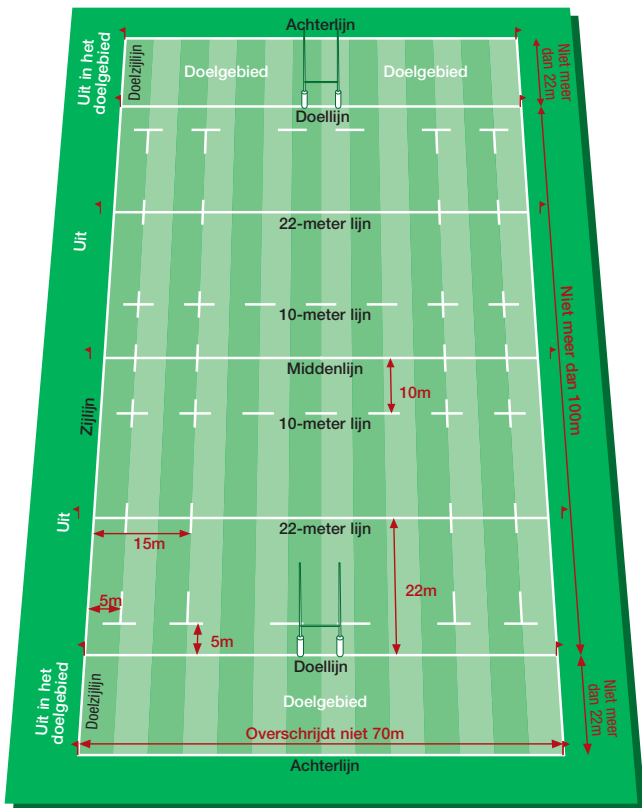 Achterlijn
Uit in het
doelgebied
Doelzijlijn
Doelgebied
Doelgebied
Niet meer
dan 22m
Doellijn
Uit
22-meter lijn
10-meter lijn
Niet meer dan 100m
Middenlijn
10m
Zijlijn
10-meter lijn
Uit
22-meter lijn
15m
22m
5m
5m
Doellijn
Uit in het
doelgebied
Doelzijlijn
Doelgebied
Niet meer
dan 22m
Overschrijdt niet 70m
Achterlijn